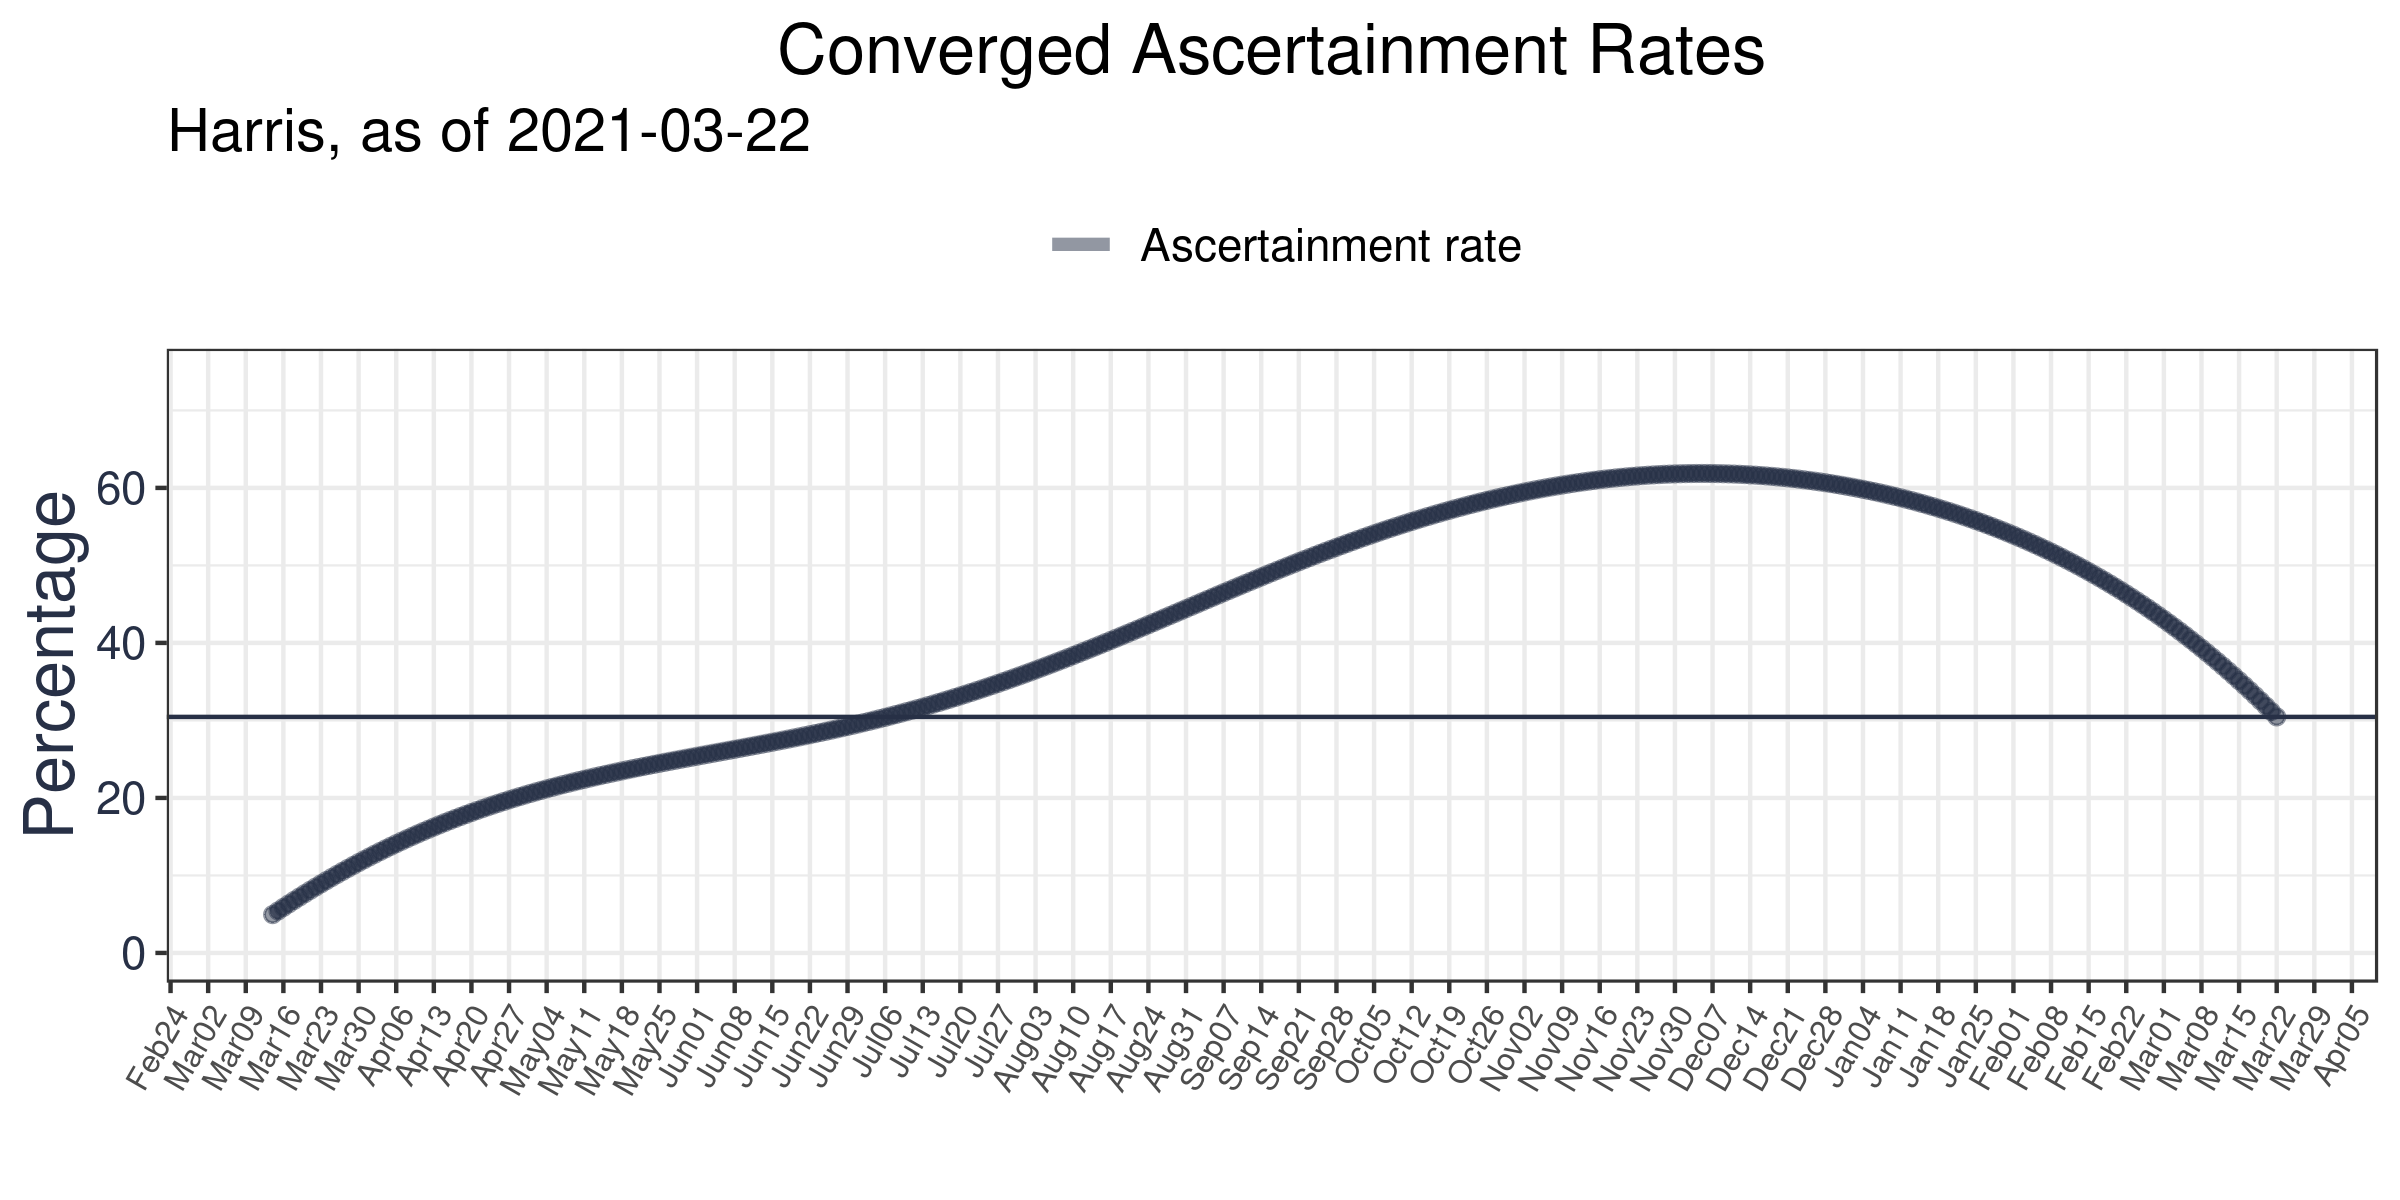 Converged Ascertainment Rates
Harris, as of 2021-03-22
Ascertainment rate
Percentage
60
40
20
0
Feb24 Mar02 Mar09 Mar16 Mar23 Mar30 Apr06 Apr13 Apr20 Apr27 May04 May11 May18 May25 Jun01 Jun08 Jun15 Jun22 Jun29 Jul06 Jul13 Jul20 Jul27 Aug03 Aug10 Aug17 Aug24 Aug31 Sep07 Sep14 Sep21 Sep28 Oct05 Oct12 Oct19 Oct26 Nov02 Nov09 Nov16 Nov23 Nov30 Dec07 Dec14 Dec21 Dec28 Jan04 Jan11 Jan18 Jan25 Feb01 Feb08 Feb15 Feb22 Mar01 Mar08 Mar15 Mar22 Mar29 Apr05